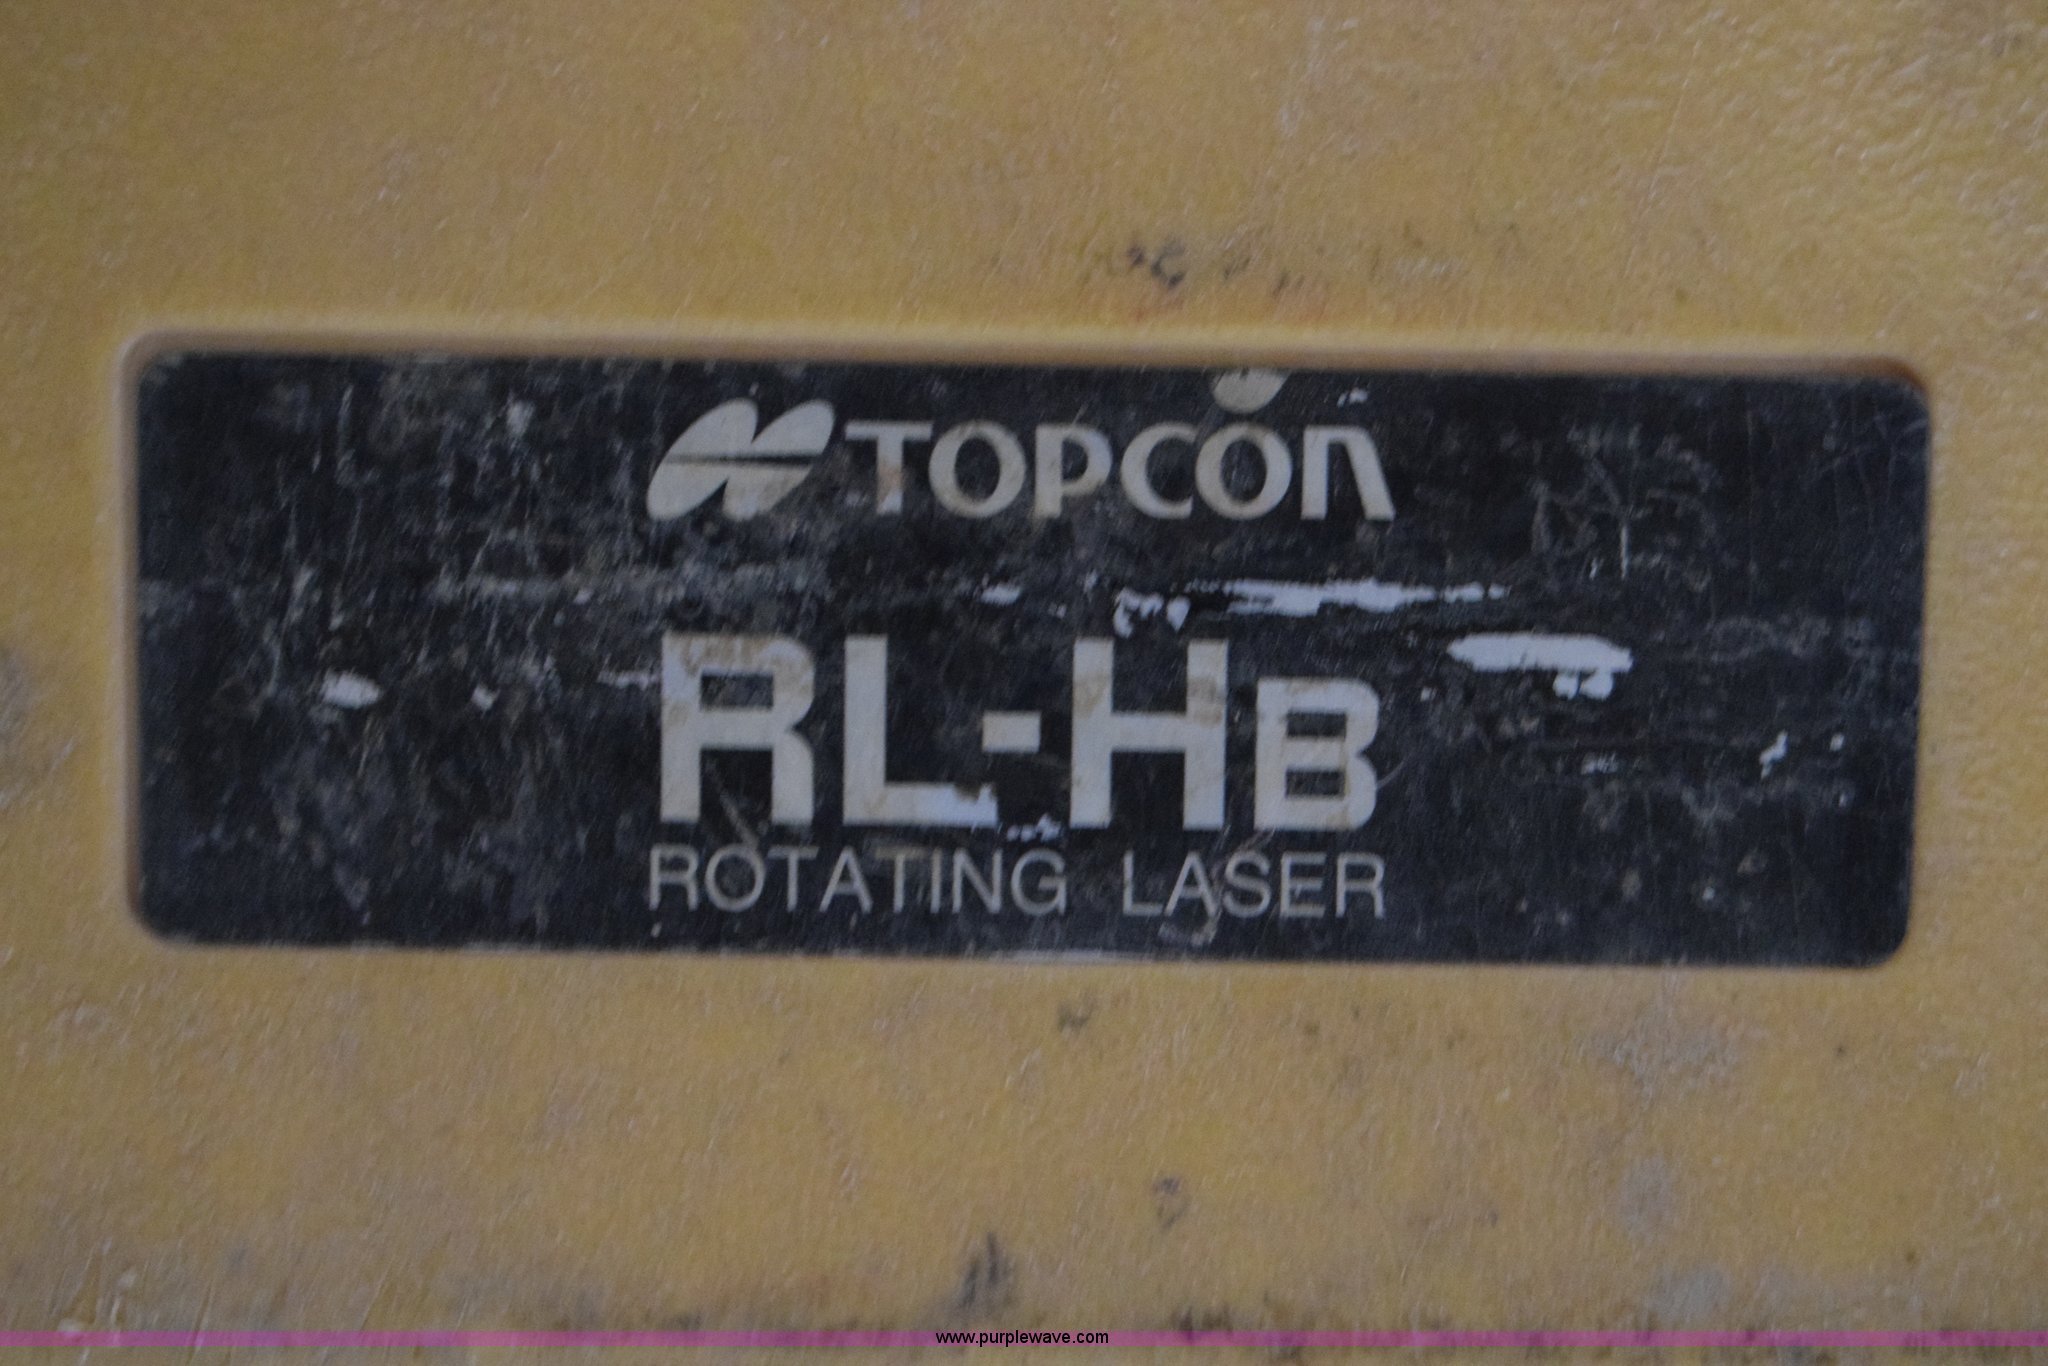 TOPCON
RL-HB
ROTATING LASER
www.purplewave.com